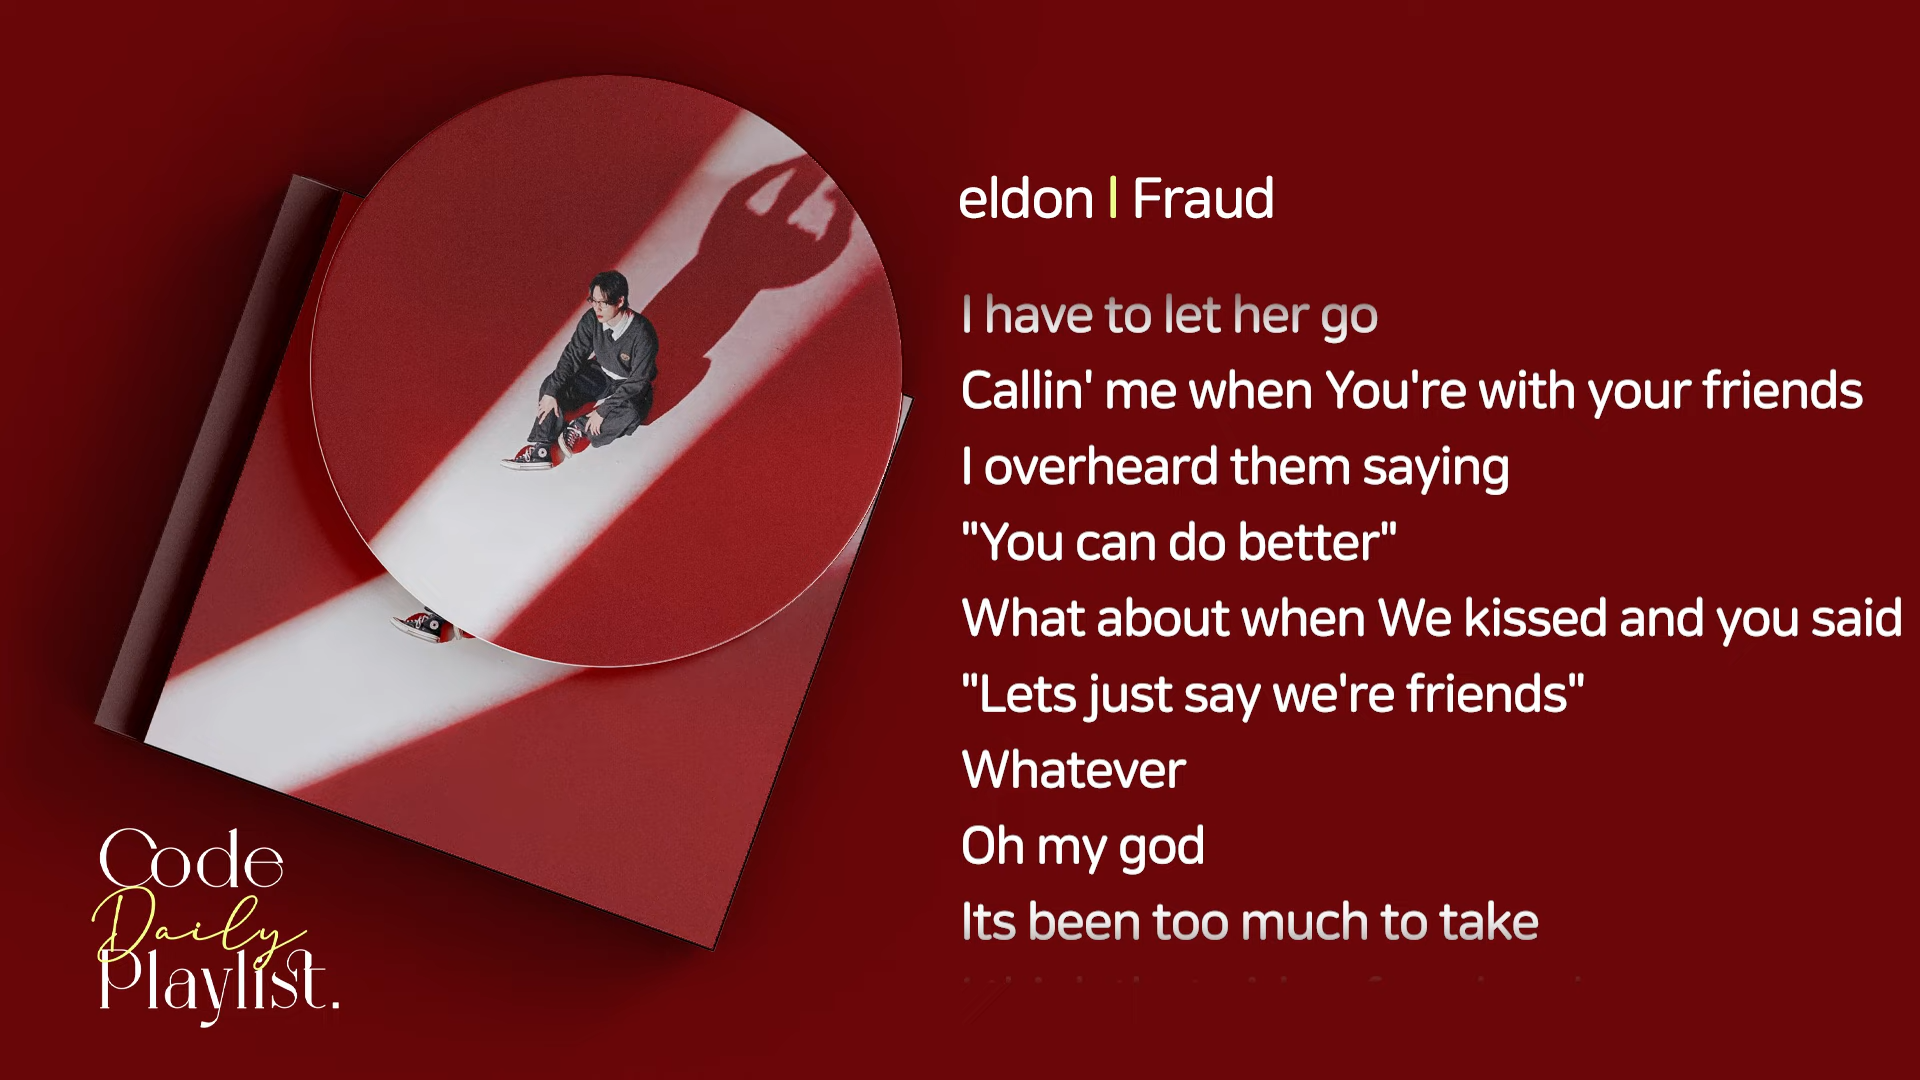 eldon | Fraud
I have to let her go
Callin' me when You're with your friends
I overheard them saying
"You can do better"
What about when We kissed and you said
"Lets just say we're friends"
Whatever
Oh my god
Its been too much to take
Code
Daily
Playlist.